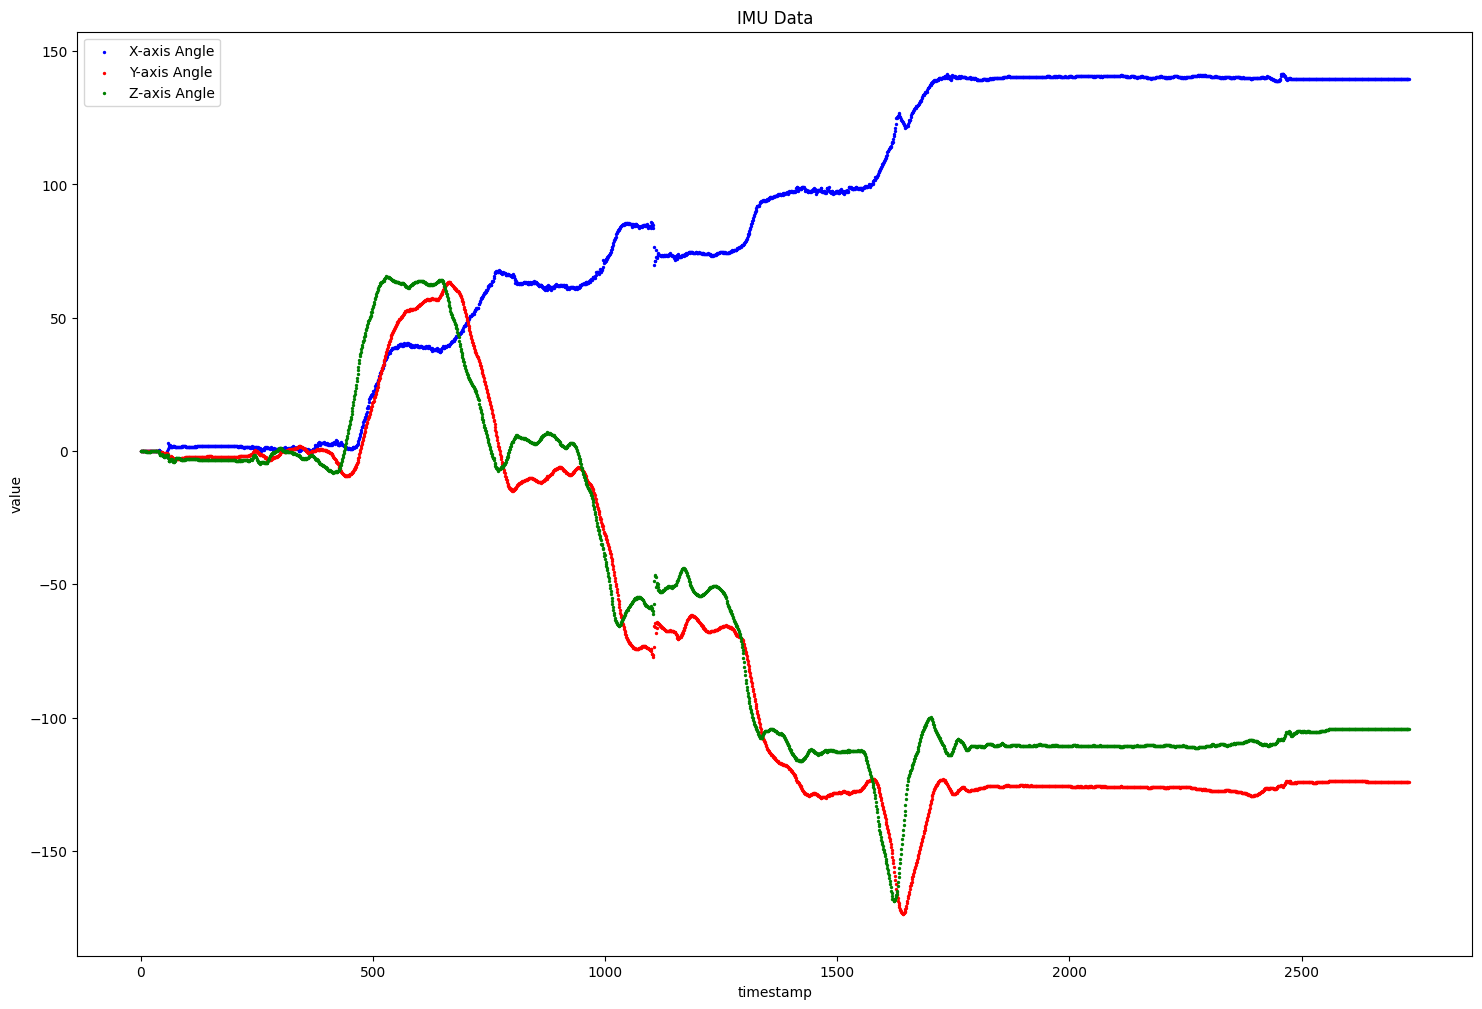 IMU Data
X-axis Angle
Y-axis Angle
Z-axis Angle
150
100
50
0
−50
−100
−150
value
0 500 1000 1500 2000 2500
timestamp